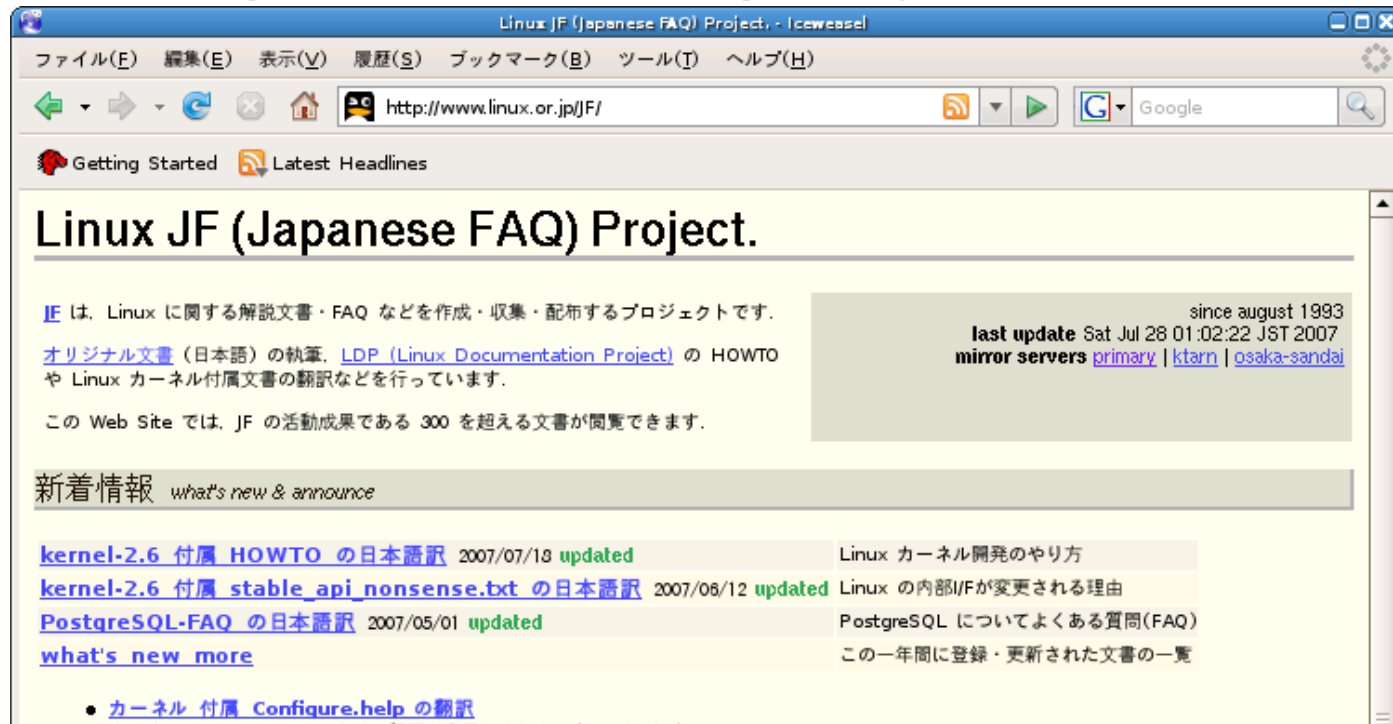 Linux JF (Japanese FAQ) Project. - Iceweasel
ファイル(F) 編集(E) 表示(V) 履歴(S) ブックマーク(B) ツール(T) ヘルプ(H)
http://www.linux.or.jp/JF/ G Google
Getting Started Latest Headlines
Linux JF (Japanese FAQ) Project.
JF は, Linux に関する解説文書・FAQ などを作成・収集・配布するプロジェクトです.
オリジナル文書 (日本語) の執筆, LDP (Linux Documentation Project) の HOWTO
や Linux カーネル付属文書の翻訳などを行っています.
この Web Site では, JF の活動成果である 300 を超える文書が閲覧できます.
since august 1993
last update Sat Jul 28 01:02:22 JST 2007
mirror servers primary | ktarn | osaka-sandai
新着情報 what's new & announce
kernel-2.6 付属 HOWTO の日本語訳 2007/07/18 updated Linux カーネル開発のやり方
kernel-2.6 付属 stable_api_nonsense.txt の日本語訳 2007/06/12 updated Linux の内部I/Fが変更される理由
PostgreSQL-FAQ の日本語訳 2007/05/01 updated PostgreSQL についてよくある質問(FAQ)
what's new more この一年間に登録・更新された文書の一覧
• カーネル 付属 Configure.help の翻訳